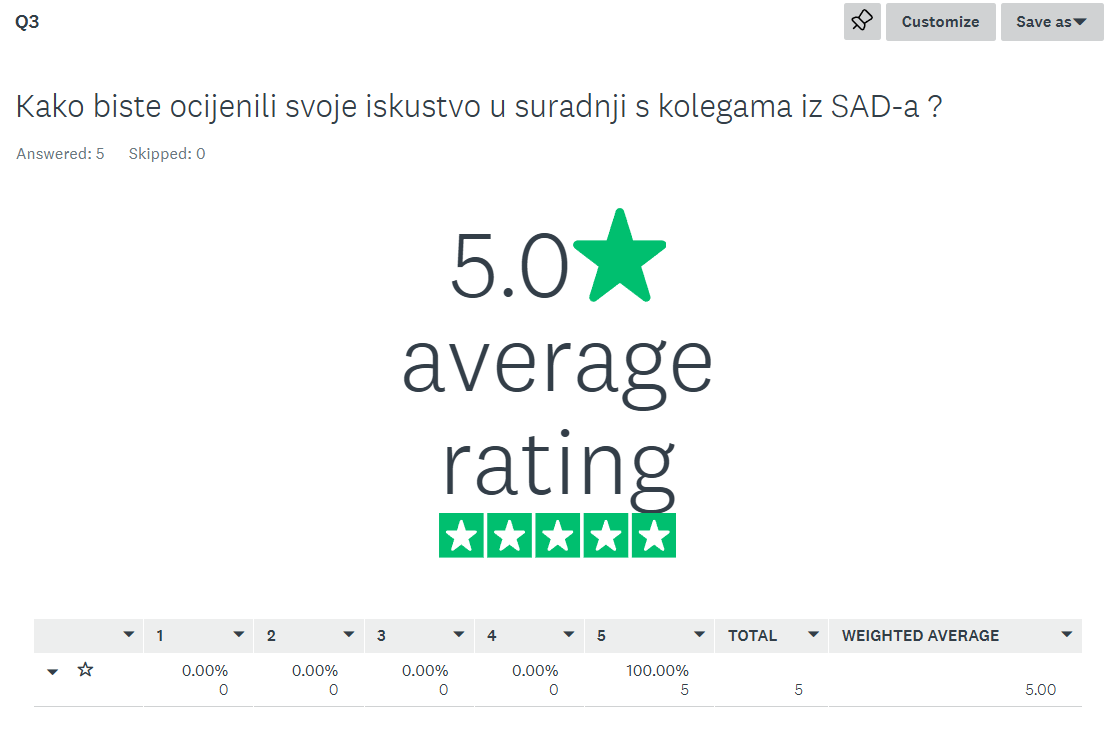 Q3
Customize
Save as
Kako biste ocijenili svoje iskustvo u suradnji s kolegama iz SAD-a ?
Answered: 5 Skipped: 0
5.0
average
rating
1 2 3 4 5 TOTAL WEIGHTED AVERAGE
0.00% 0.00% 0.00% 0.00% 100.00%
0 0 0 0 5 5 5.00